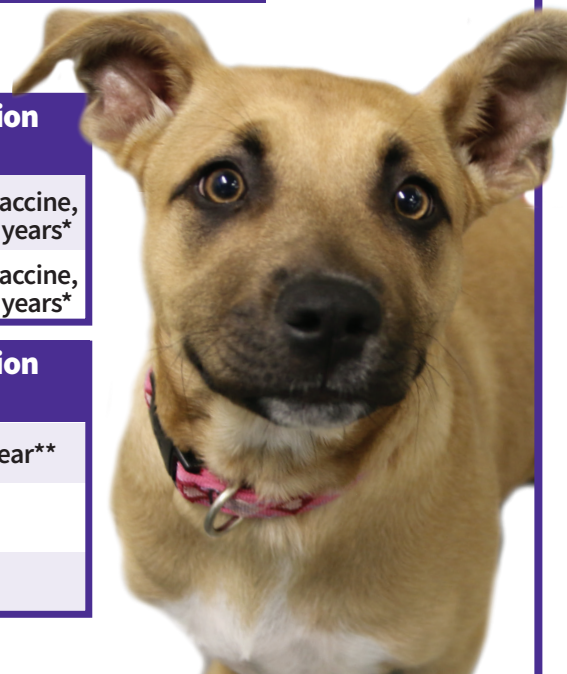 ion
accine,
years*
accine,
years*
ion
ear**